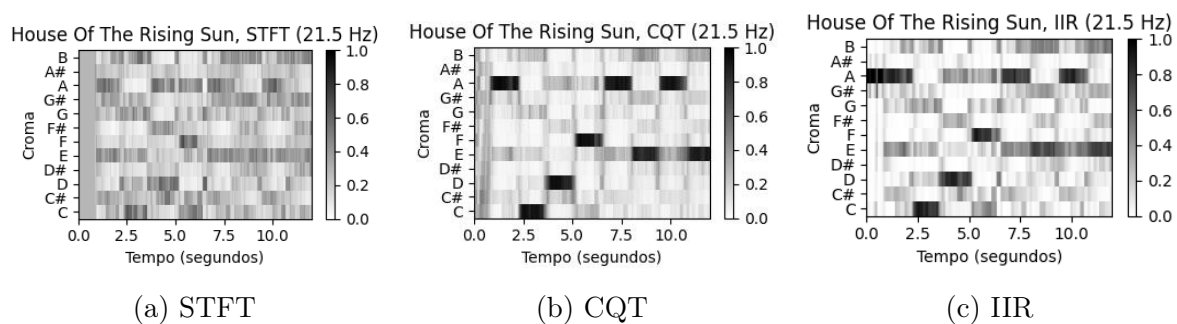 House Of The Rising Sun, STFT (21.5 Hz)
Croma
B
A#
A
G#
G
F#
F
E
D#
D
C#
C
0.0 2.5 5.0 7.5 10.0
Tempo (segundos)
1.0
0.8
0.6
0.4
0.2
0.0
(a) STFT
House Of The Rising Sun, CQT (21.5 Hz)
Croma
B
A#
A
G#
G
F#
F
E
D#
D
C#
C
0.0 2.5 5.0 7.5 10.0
Tempo (segundos)
1.0
0.8
0.6
0.4
0.2
0.0
(b) CQT
House Of The Rising Sun, IIR (21.5 Hz)
Croma
B
A#
A
G#
G
F#
F
E
D#
D
C#
C
0.0 2.5 5.0 7.5 10.0
Tempo (segundos)
1.0
0.8
0.6
0.4
0.2
0.0
(c) IIR